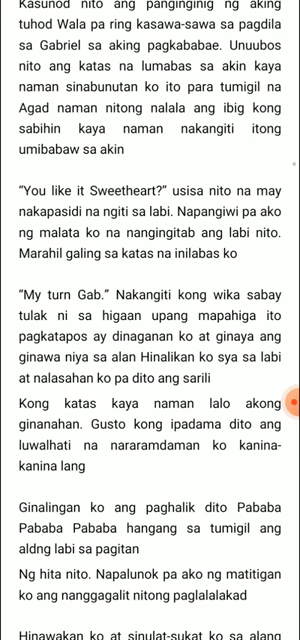 Kasunod nito ang panginginig ng aking
tuhod Wala pa ring kasawa-sawa sa pagdila
sa Gabriel sa aking pagkababae. Unuubos
nito ang katas na lumabas sa akin kaya
naman sinabunutan ko ito para tumigil na
Agad naman nitong nalala ang ibig kong
sabihin kaya naman nakangiti itong
umibabaw sa akin
“You like it Sweetheart?” usisa nito na may
nakapasidi na ngiti sa labi. Napangiwi pa ako
ng malata ko na nangingitab ang labi nito.
Marahil galing sa katas na inilabas ko
“My turn Gab.” Nakangiti kong wika sabay
tulak ni sa higaan upang mapahiga ito
pagkatapos ay dinaganan ko at ginaya ang
ginawa niya sa alan Hinalikan ko sya sa labi
at nalasahan ko pa dito ang sarili
Kong katas kaya naman lalo akong
ginanahan. Gusto kong ipadama dito ang
luwalhati na nararamdaman ko kanina-
kanina lang
Ginalingan ko ang paghalik dito Pababa
Pababa Pababa hangang sa tumigil ang
aldng labi sa pagitan
Ng hita nito. Napalunok pa ako ng matitigan
ko ang nanggagalit nitong paglalalakad
Hinawakan ko at sinulat-sukat ko sa alang